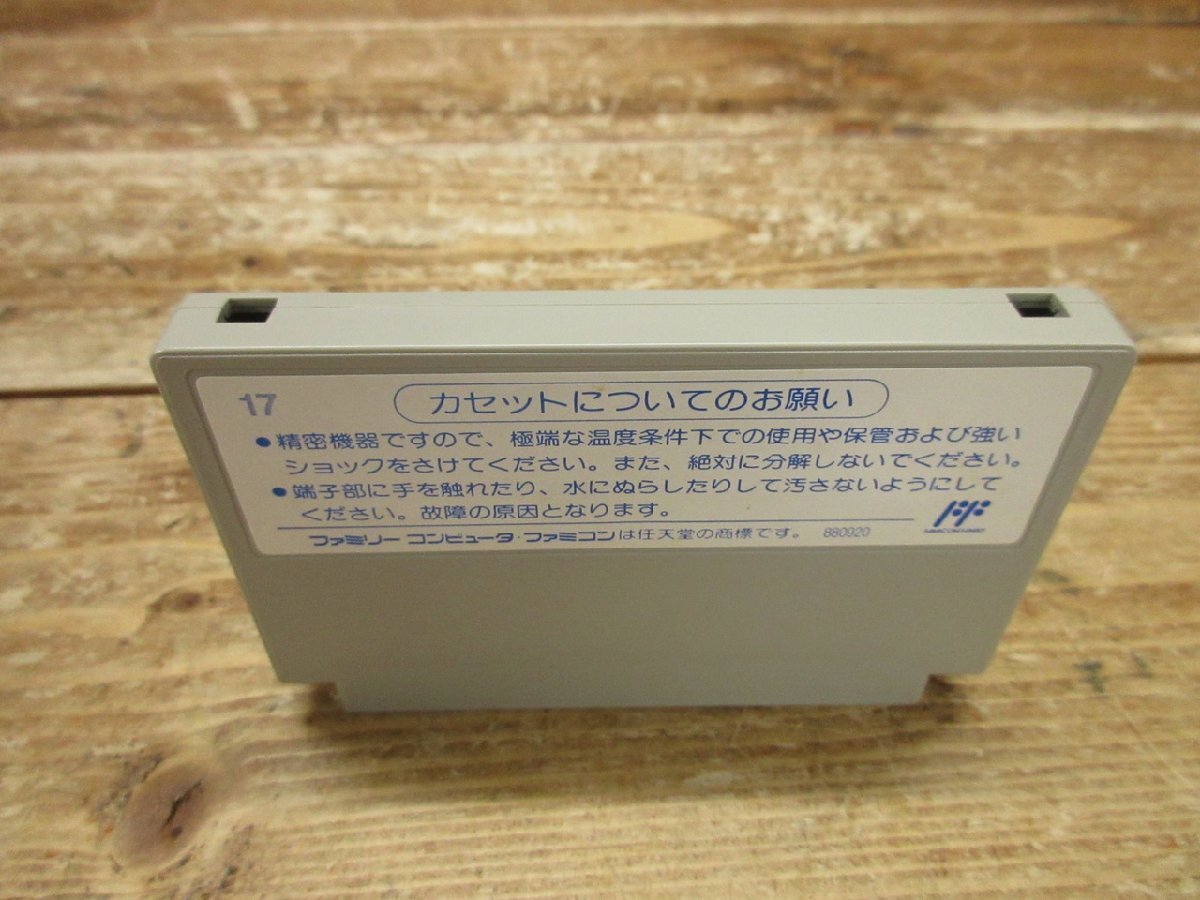 17
カセットについてのお願い
●精密機器ですので、極端な温度条件下での使用や保管および強い
ショックをさけてください。また、絶対に分解しないでください。
●端子部に手を触れたり、水にぬらしたりして汚さないようにして
ください。故障の原因となります。
ファミリー コンピュータ・ファミコンは任天堂の商標です。 880920